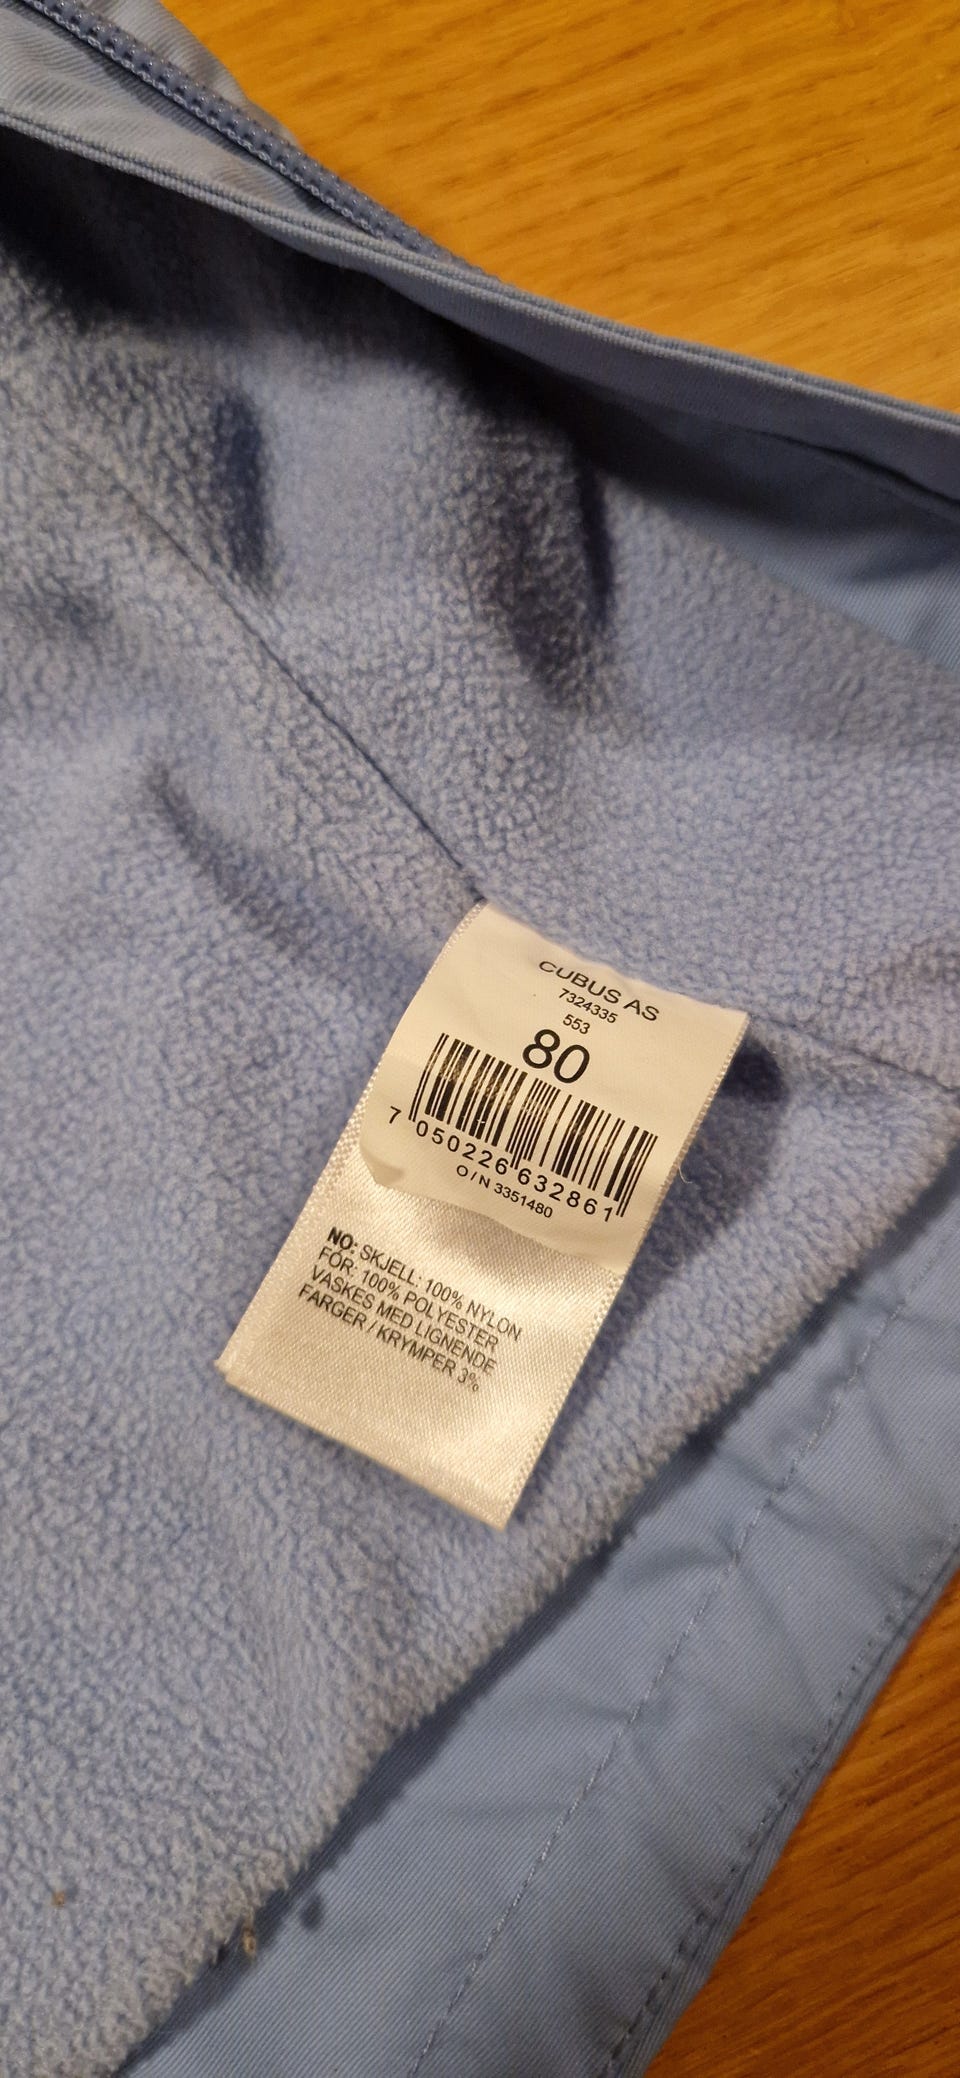 CUBUS AS
7324335
553
80
7 050226 632861
O/N 3351480
NO: SKJELL: 100% NYLON
FÓR: 100% POLYESTER
VASKES MED LIGNENDE
FARGER / KRYMPER 3%